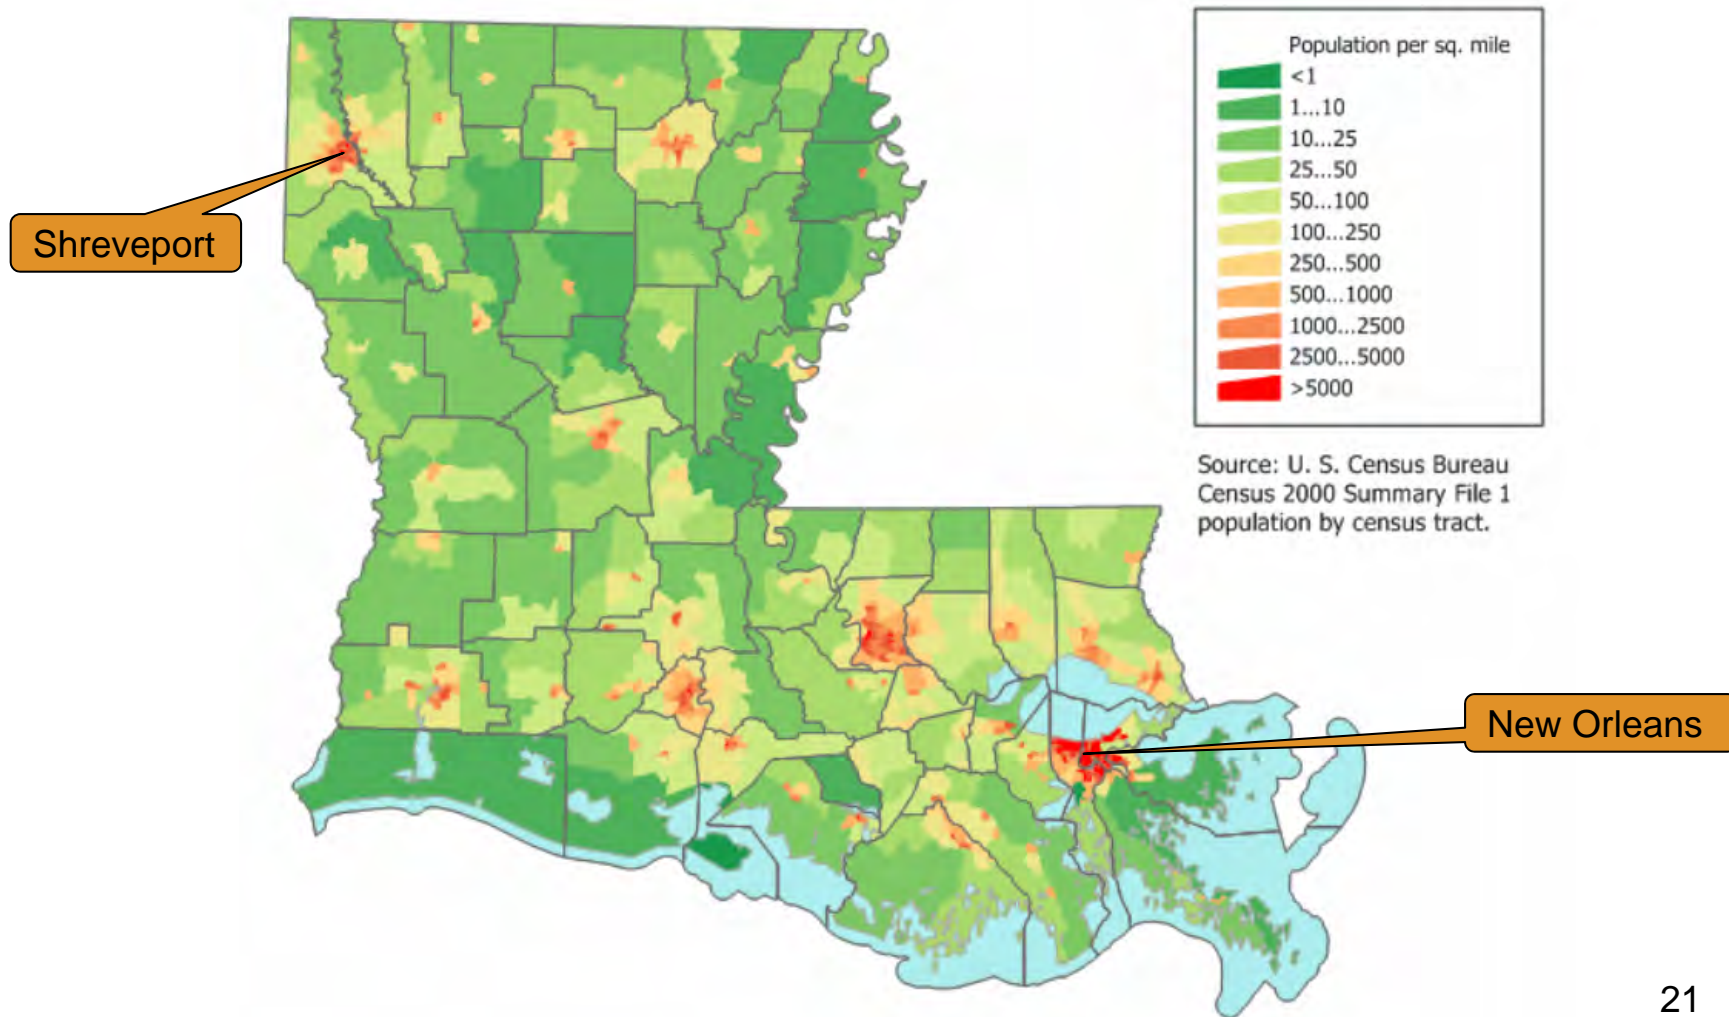 Population per sq. mile
<1
1...10
10...25
25...50
50...100
100...250
250...500
500...1000
1000...2500
2500...5000
>5000
Shreveport
Source: U. S. Census Bureau
Census 2000 Summary File 1
population by census tract.
New Orleans
21